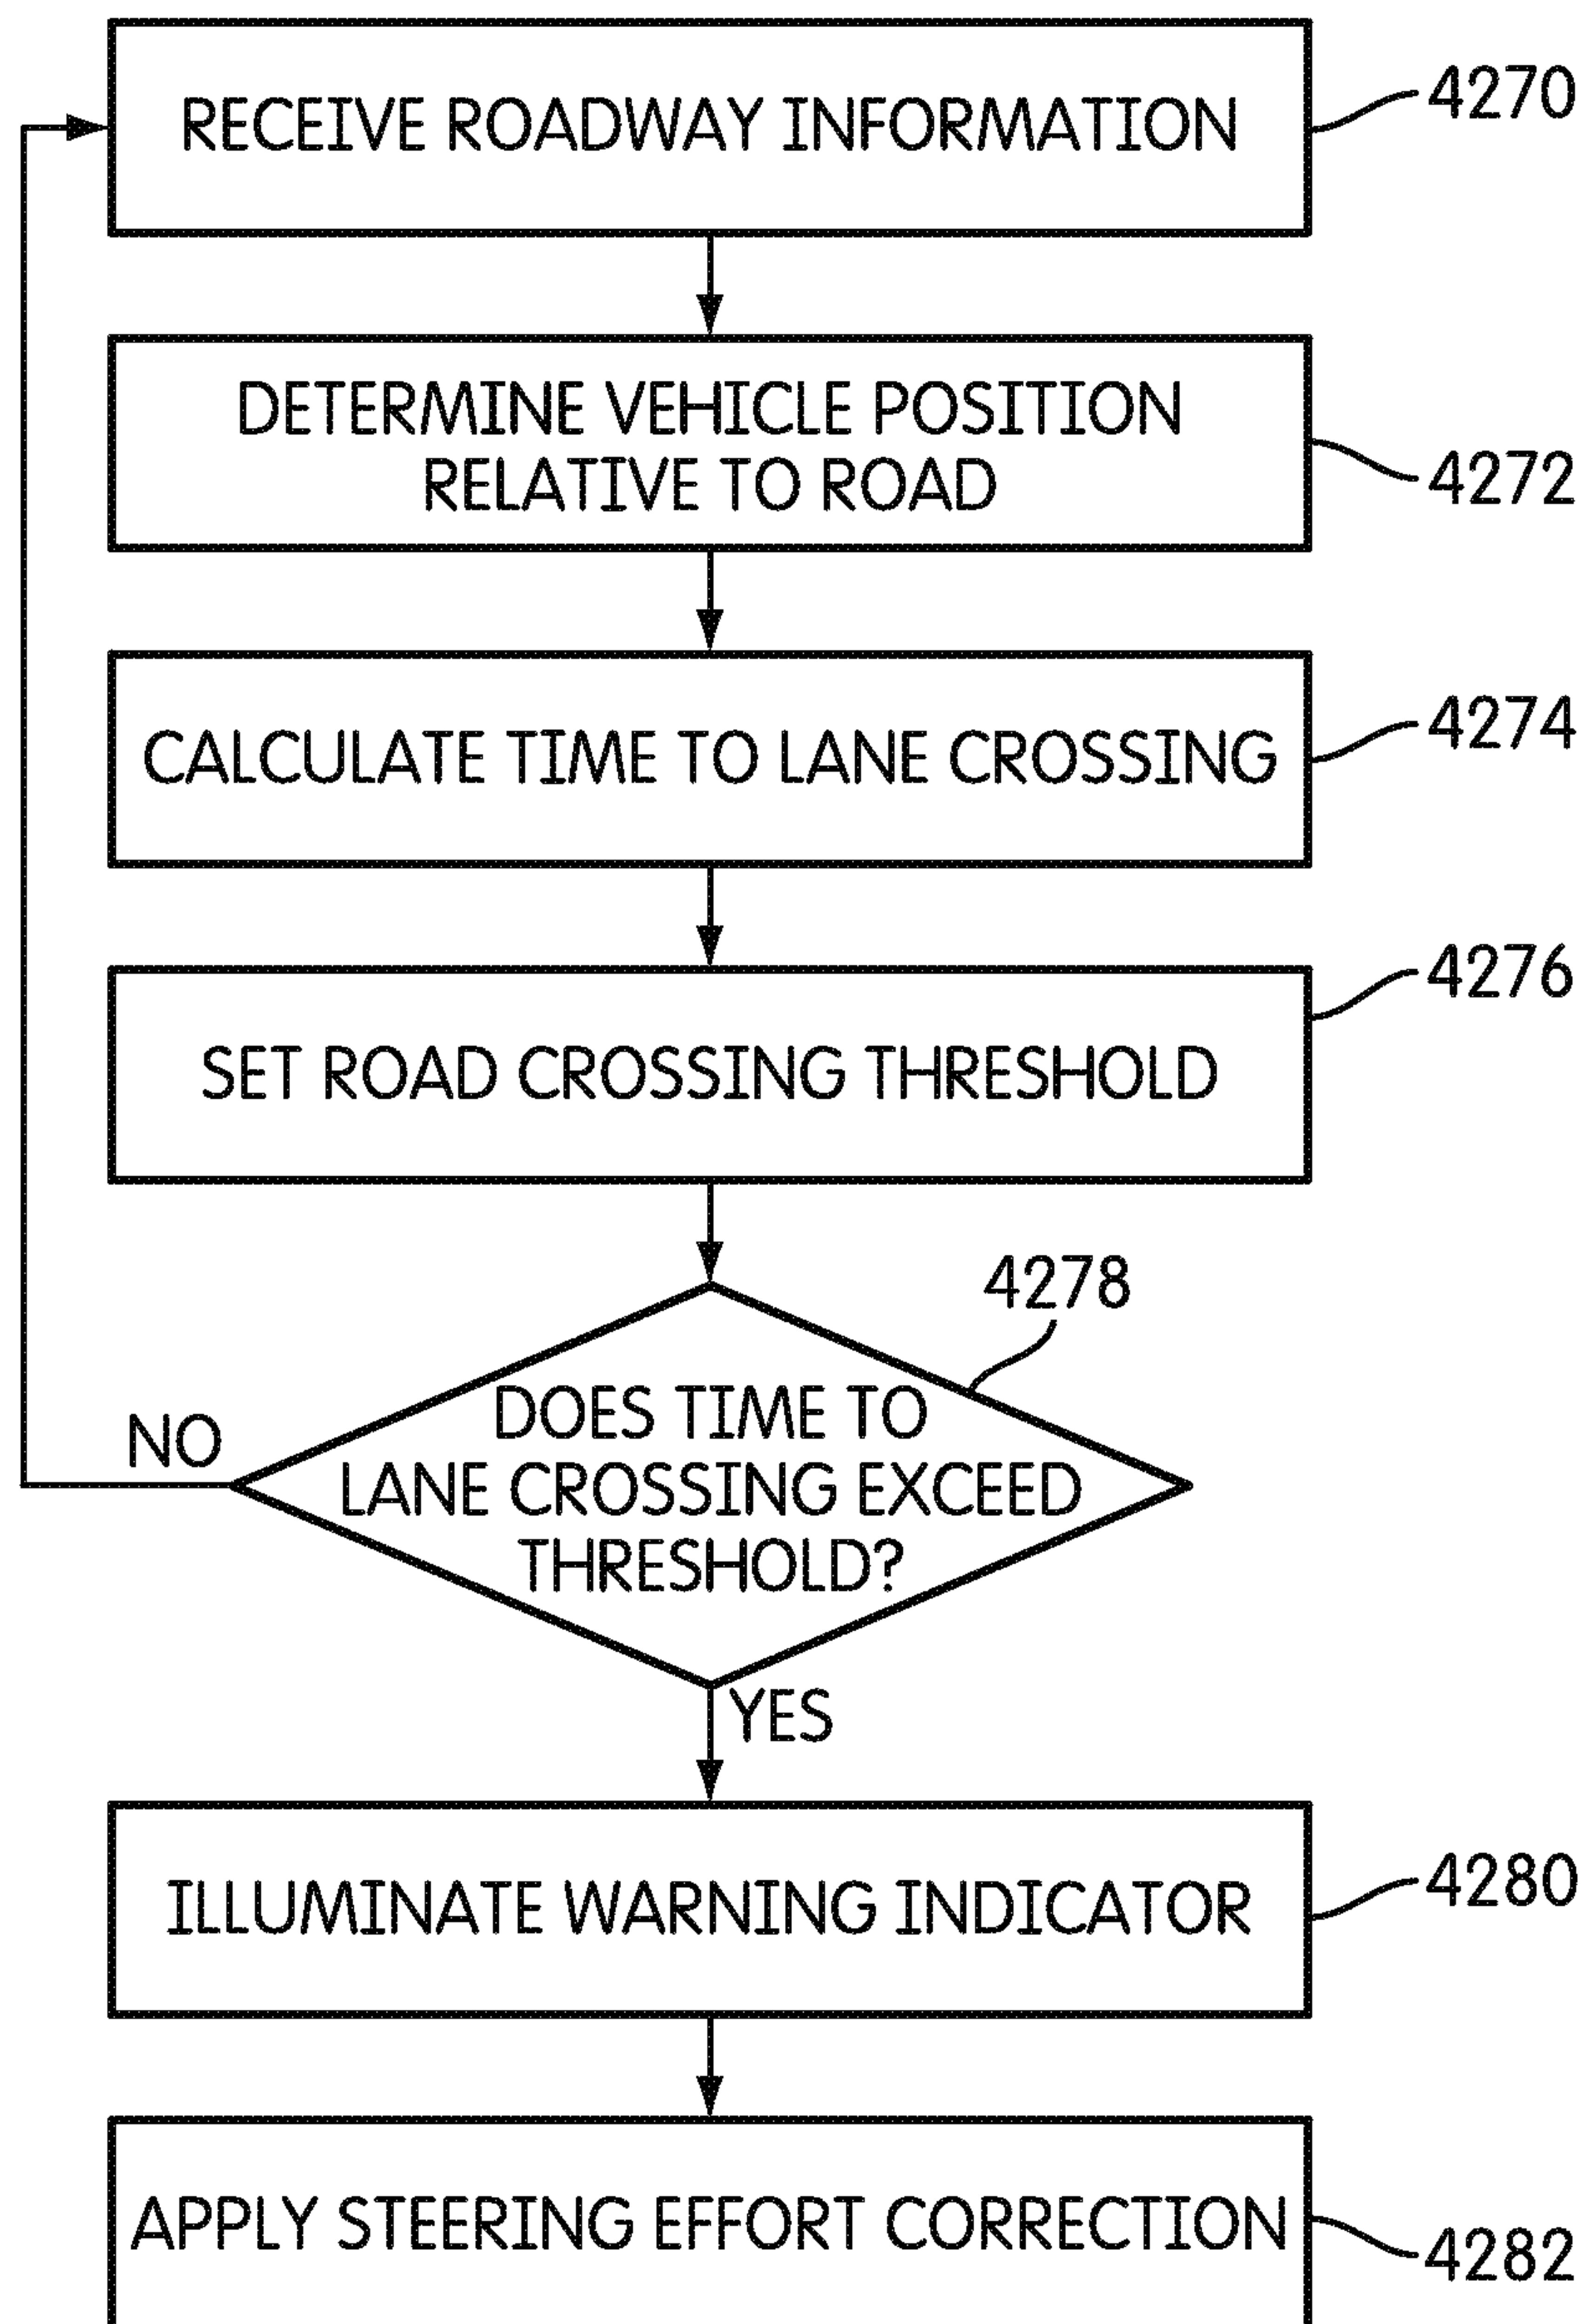 RECEIVE ROADWAY INFORMATION
4270
DETERMINE VEHICLE POSITION
RELATIVE TO ROAD
4272
CALCULATE TIME TO LANE CROSSING
4274
SET ROAD CROSSING THRESHOLD
4276
4278
DOES TIME TO
LANE CROSSING EXCEED
THRESHOLD?
NO
YES
ILLUMINATE WARNING INDICATOR
4280
APPLY STEERING EFFORT CORRECTION
4282